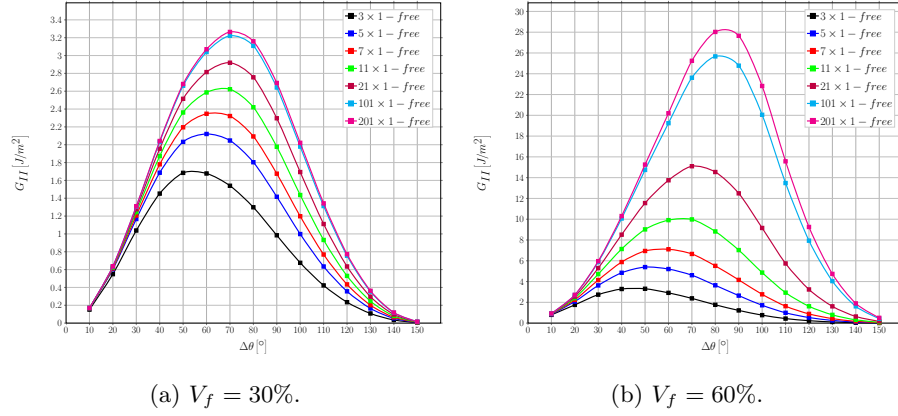 3.4
3.2
3
2.8
2.6
2.4
2.2
2
1.8
1.6
1.4
1.2
1
0.8
0.6
0.4
0.2
0
G_{II} [J/m²]
10 20 30 40 50 60 70 80 90 100 110 120 130 140 150
Δθ [°]
3 × 1 − free
5 × 1 − free
7 × 1 − free
11 × 1 − free
21 × 1 − free
101 × 1 − free
201 × 1 − free
(a) V_f = 30%.
30
28
26
24
22
20
18
16
14
12
10
8
6
4
2
0
G_{II} [J/m²]
10 20 30 40 50 60 70 80 90 100 110 120 130 140 150
Δθ [°]
3 × 1 − free
5 × 1 − free
7 × 1 − free
11 × 1 − free
21 × 1 − free
101 × 1 − free
201 × 1 − free
(b) V_f = 60%.